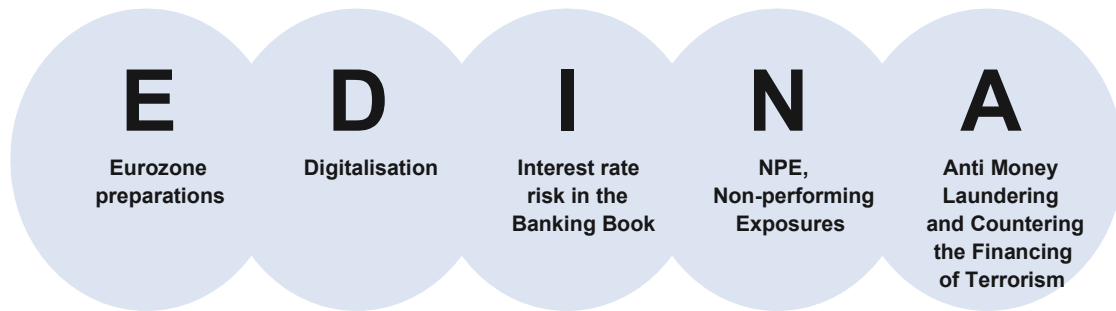 E
Eurozone
preparations
D
Digitalisation
I
Interest rate
risk in the
Banking Book
N
NPE,
Non-performing
Exposures
A
Anti Money
Laundering
and Countering
the Financing
of Terrorism